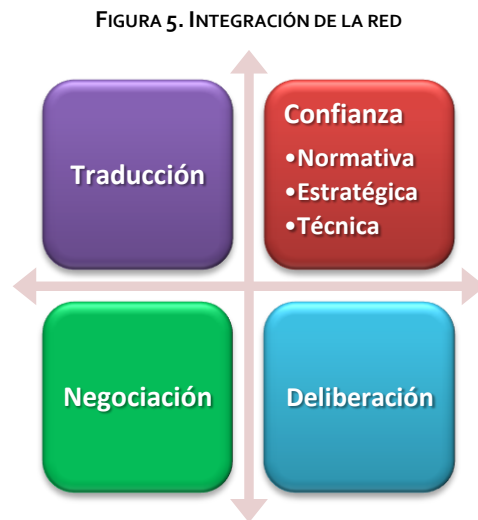 FIGURA 5. INTEGRACIÓN DE LA RED
Traducción
Confianza
•Normativa
•Estratégica
•Técnica
Negociación
Deliberación